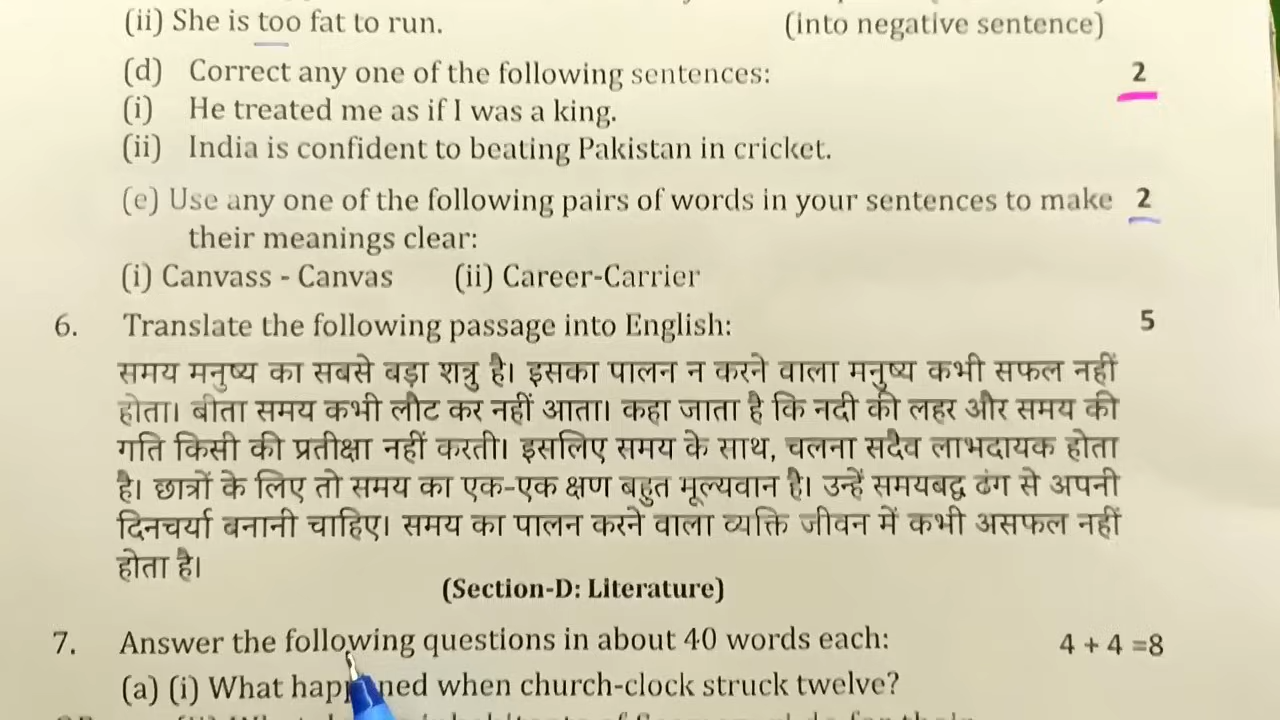 (ii) She is too fat to run. (into negative sentence)
(d) Correct any one of the following sentences: 2
(i) He treated me as if I was a king.
(ii) India is confident to beating Pakistan in cricket.
(e) Use any one of the following pairs of words in your sentences to make 2
their meanings clear:
(i) Canvass - Canvas (ii) Career-Carrier
6. Translate the following passage into English: 5
समय मनुष्य का सबसे बड़ा शत्रु है। इसका पालन न करने वाला मनुष्य कभी सफल नहीं
होता। बीता समय कभी लौट कर नहीं आता। कहा जाता है कि नदी की लहर और समय की
गति किसी की प्रतीक्षा नहीं करती। इसलिए समय के साथ, चलना सदैव लाभदायक होता
है। छात्रों के लिए तो समय का एक-एक क्षण बहुत मूल्यवान है। उन्हें समयबद्ध ढंग से अपनी
दिनचर्या बनानी चाहिए। समय का पालन करने वाला व्यक्ति जीवन में कभी असफल नहीं
होता है।
(Section-D: Literature)
7. Answer the following questions in about 40 words each: 4 + 4 =8
(a) (i) What happened when church-clock struck twelve?